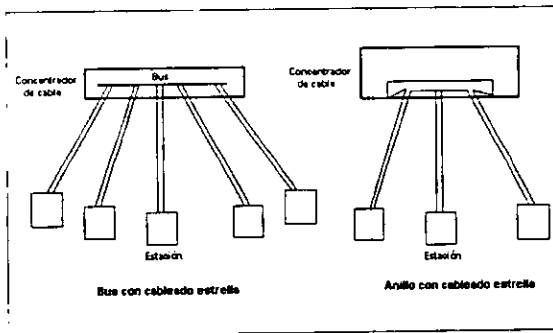 Concentrador
de cable
Bus
Estación
Bus con cableado estrella
Concentrador
de cable
Estación
Anillo con cableado estrella